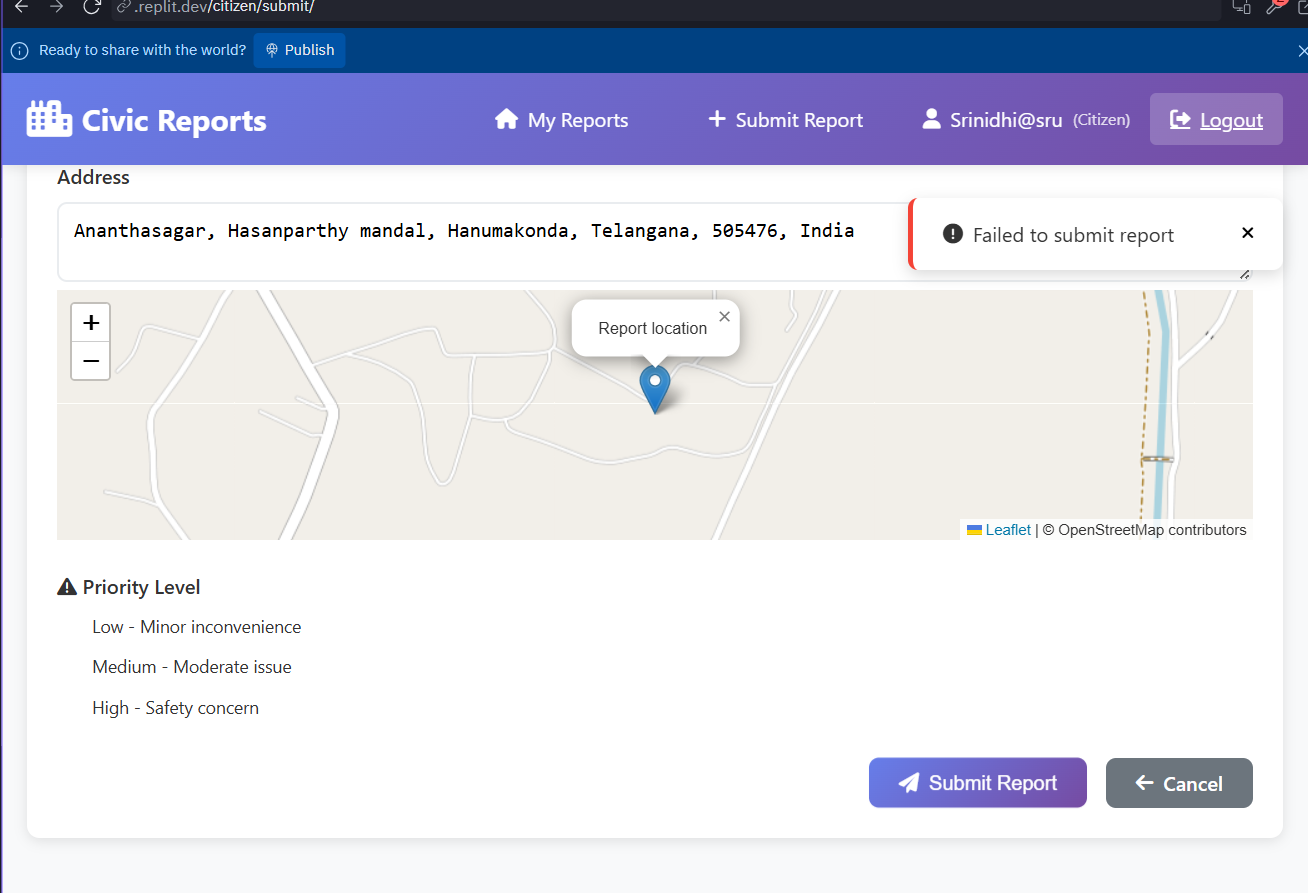 .replit.dev/citizen/submit/
Ready to share with the world? Publish
Civic Reports
My Reports
+ Submit Report
Srinidhi@sru (Citizen)
Logout
Address
Ananthasagar, Hasanparthy mandal, Hanumakonda, Telangana, 505476, India
Failed to submit report
+
−
Report location
Leaflet | © OpenStreetMap contributors
Priority Level
Low - Minor inconvenience
Medium - Moderate issue
High - Safety concern
Submit Report
Cancel